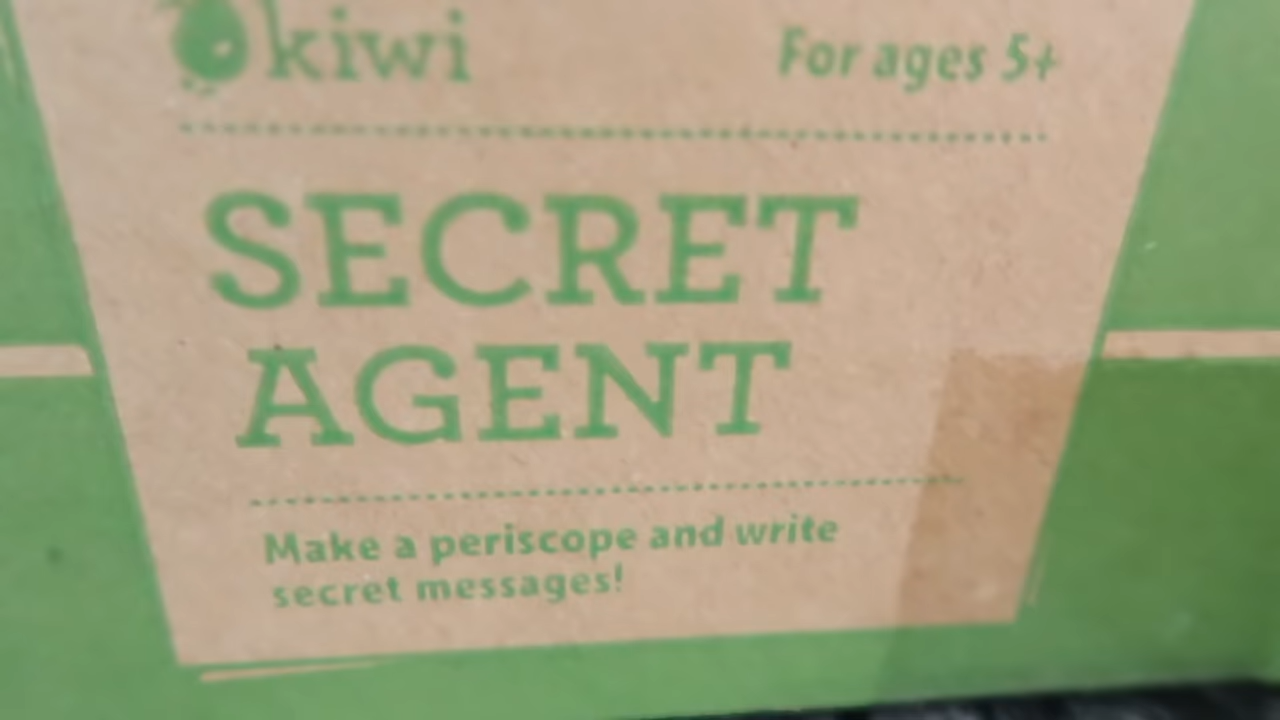 kiwi
For ages 5+
SECRET
AGENT
Make a periscope and write
secret messages!